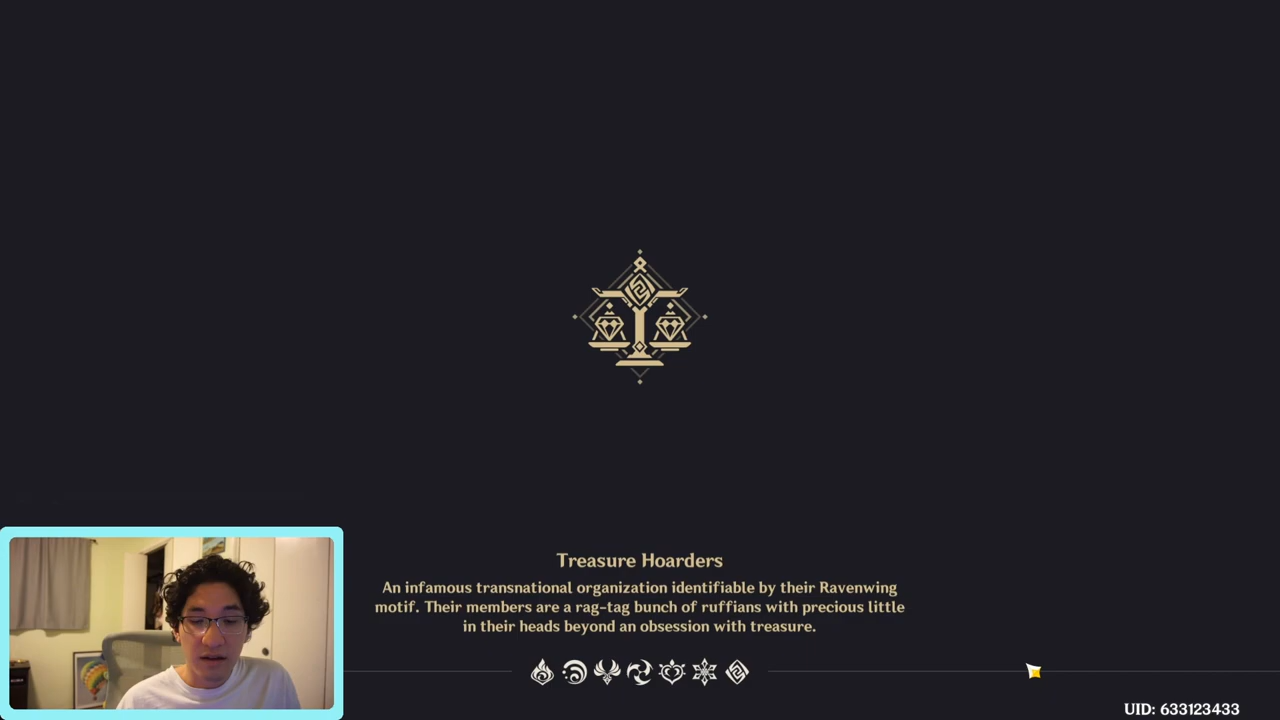 Treasure Hoarders
An infamous transnational organization identifiable by their Ravenwing
motif. Their members are a rag-tag bunch of ruffians with precious little
in their heads beyond an obsession with treasure.
UID: 633123433